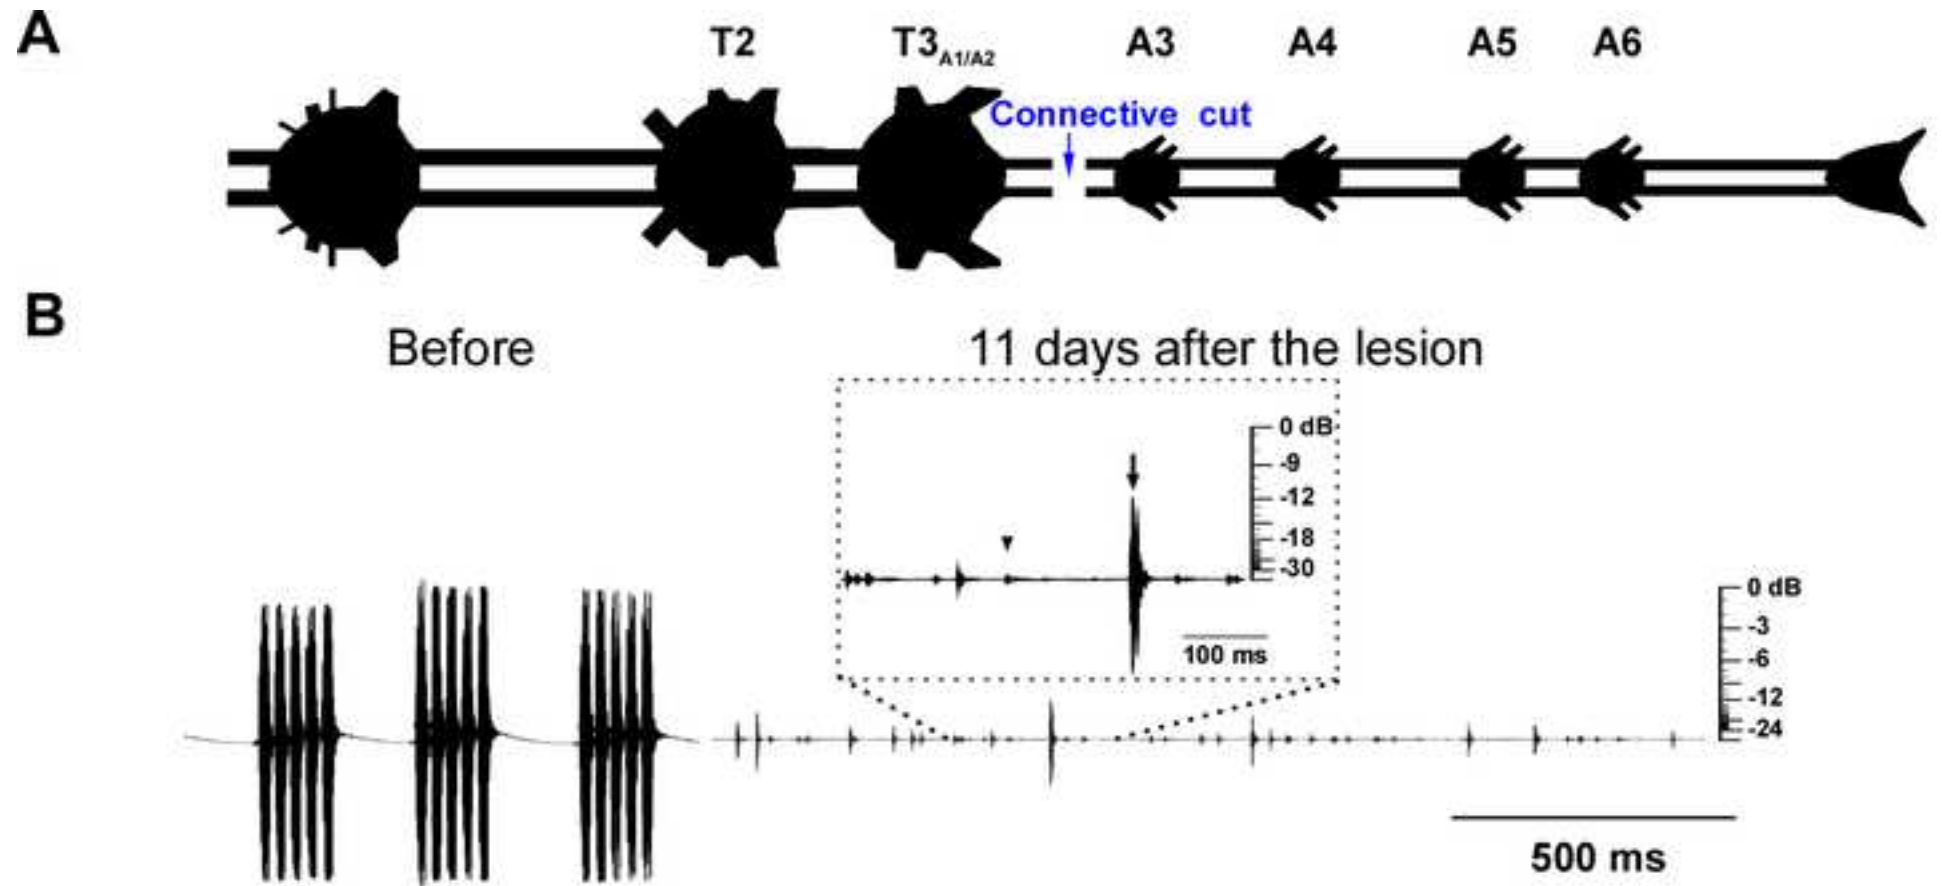 A
T2 T3A1/A2 A3 A4 A5 A6
Connective cut
B
Before 11 days after the lesion
0 dB
-9
-12
-18
-30
100 ms
0 dB
-3
-6
-12
-24
500 ms